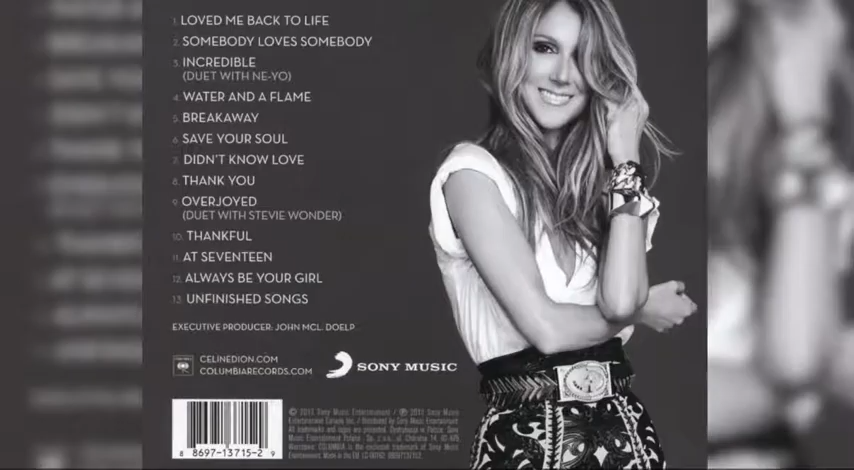 1. LOVED ME BACK TO LIFE
2. SOMEBODY LOVES SOMEBODY
3. INCREDIBLE
(DUET WITH NE-YO)
4. WATER AND A FLAME
5. BREAKAWAY
6. SAVE YOUR SOUL
7. DIDN'T KNOW LOVE
8. THANK YOU
9. OVERJOYED
(DUET WITH STEVIE WONDER)
10. THANKFUL
11. AT SEVENTEEN
12. ALWAYS BE YOUR GIRL
13. UNFINISHED SONGS
EXECUTIVE PRODUCER: JOHN MCL. DOELP
CELINEDION.COM
COLUMBIARECORDS.COM
SONY MUSIC
8 8697-13715-2 9